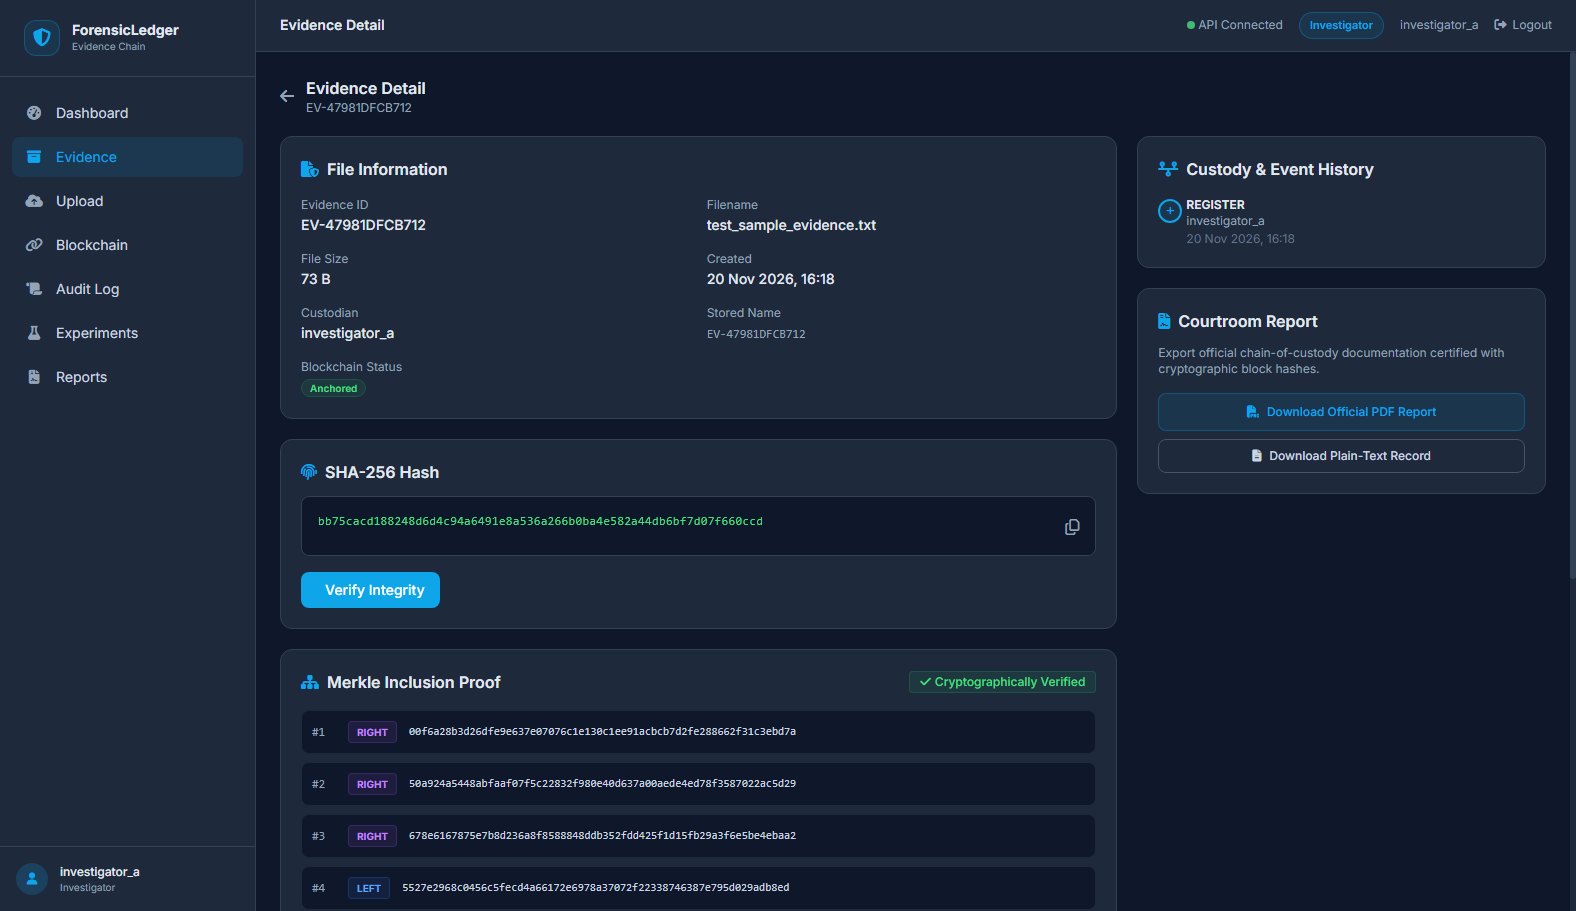 ForensicLedger
Evidence Chain
Dashboard
Evidence
Upload
Blockchain
Audit Log
Experiments
Reports
investigator_a
Investigator
Evidence Detail
API Connected
Investigator
investigator_a
Logout
Evidence Detail
EV-47981DFCB712
File Information
Evidence ID
EV-47981DFCB712
Filename
test_sample_evidence.txt
File Size
73 B
Created
20 Nov 2026, 16:18
Custodian
investigator_a
Stored Name
EV-47981DFCB712
Blockchain Status
Anchored
SHA-256 Hash
bb75cacd188248d6d4c94a6491e8a536a266b0ba4e582a44db6bf7d07f660ccd
Verify Integrity
Merkle Inclusion Proof
Cryptographically Verified
#1 RIGHT 00f6a28b3d26dfe9e637e07076c1e130c1ee91acbcb7d2fe288662f31c3ebd7a
#2 RIGHT 50a924a5448abfaaf07f5c22832f980e40d637a00aede4ed78f3587022ac5d29
#3 RIGHT 678e6167875e7b8d236a8f8588848ddb352fdd425f1d15fb29a3f6e5be4ebaa2
#4 LEFT 5527e2968c0456c5fecd4a66172e6978a37072f22338746387e795d029adb8ed
Custody & Event History
REGISTER
investigator_a
20 Nov 2026, 16:18
Courtroom Report
Export official chain-of-custody documentation certified with
cryptographic block hashes.
Download Official PDF Report
Download Plain-Text Record